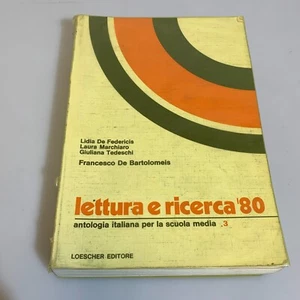 Lidia De Federicis
Laura Marchiaro
Giuliana Tedeschi
Francesco De Bartolomeis
lettura e ricerca '80
antologia italiana per la scuola media .3
LOESCHER EDITORE